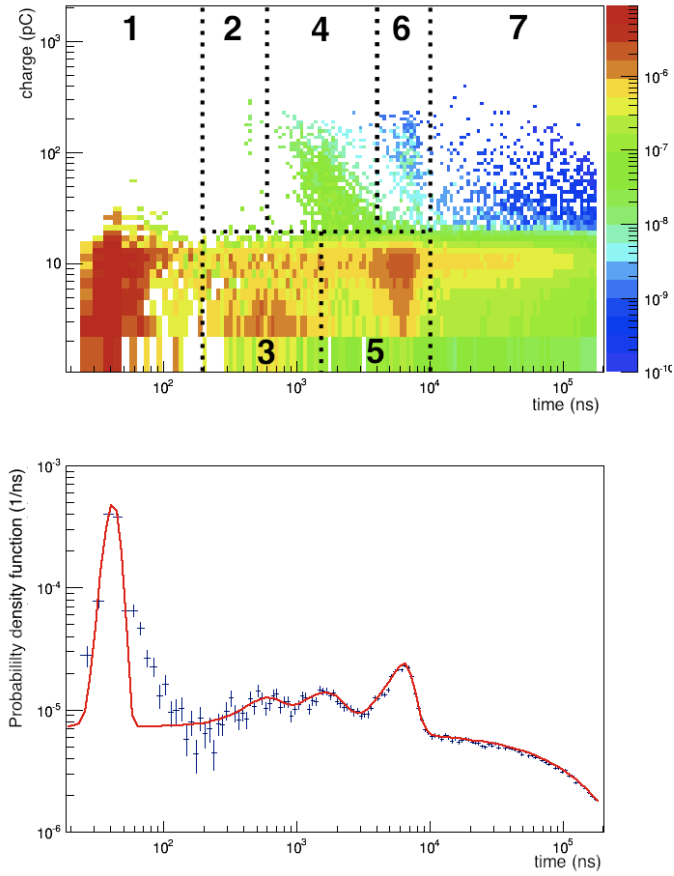 1 2 4 6 7
charge (pC)
10³
10²
10
3 5
10² 10³ 10⁴ 10⁵
time (ns)
10⁻⁶
10⁻⁷
10⁻⁸
10⁻⁹
10⁻¹⁰
Probabiility density function (1/ns)
10⁻³
10⁻⁴
10⁻⁵
10⁻⁶
10² 10³ 10⁴ 10⁵
time (ns)